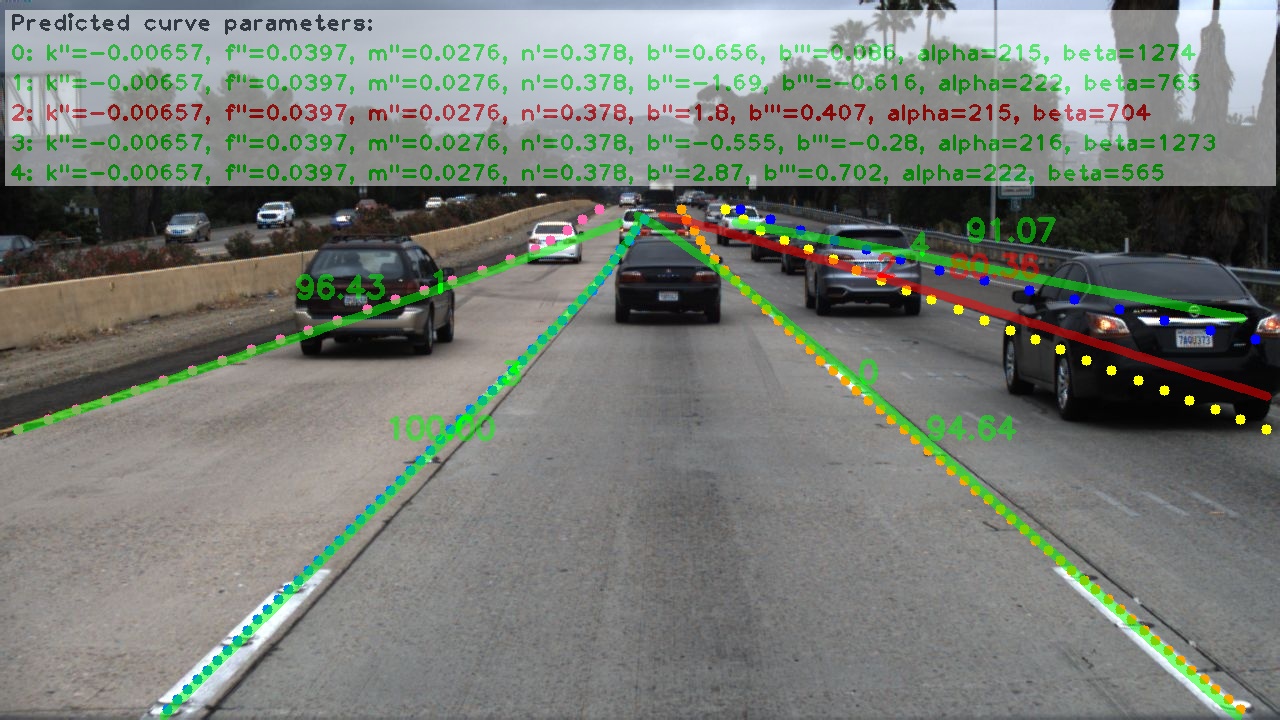 Predicted curve parameters:
0: k''=-0.00657, f''=0.0397, m''=0.0276, n'=0.378, b''=0.656, b'''=0.086, alpha=215, beta=1274
1: k''=-0.00657, f''=0.0397, m''=0.0276, n'=0.378, b''=-1.69, b'''=-0.616, alpha=222, beta=765
2: k''=-0.00657, f''=0.0397, m''=0.0276, n'=0.378, b''=1.8, b'''=0.407, alpha=215, beta=704
3: k''=-0.00657, f''=0.0397, m''=0.0276, n'=0.378, b''=-0.555, b'''=-0.28, alpha=216, beta=1273
4: k''=-0.00657, f''=0.0397, m''=0.0276, n'=0.378, b''=2.87, b'''=0.702, alpha=222, beta=565
91.07
4
80.38
2
96.43
1
7AQU373
0
100.00
94.64